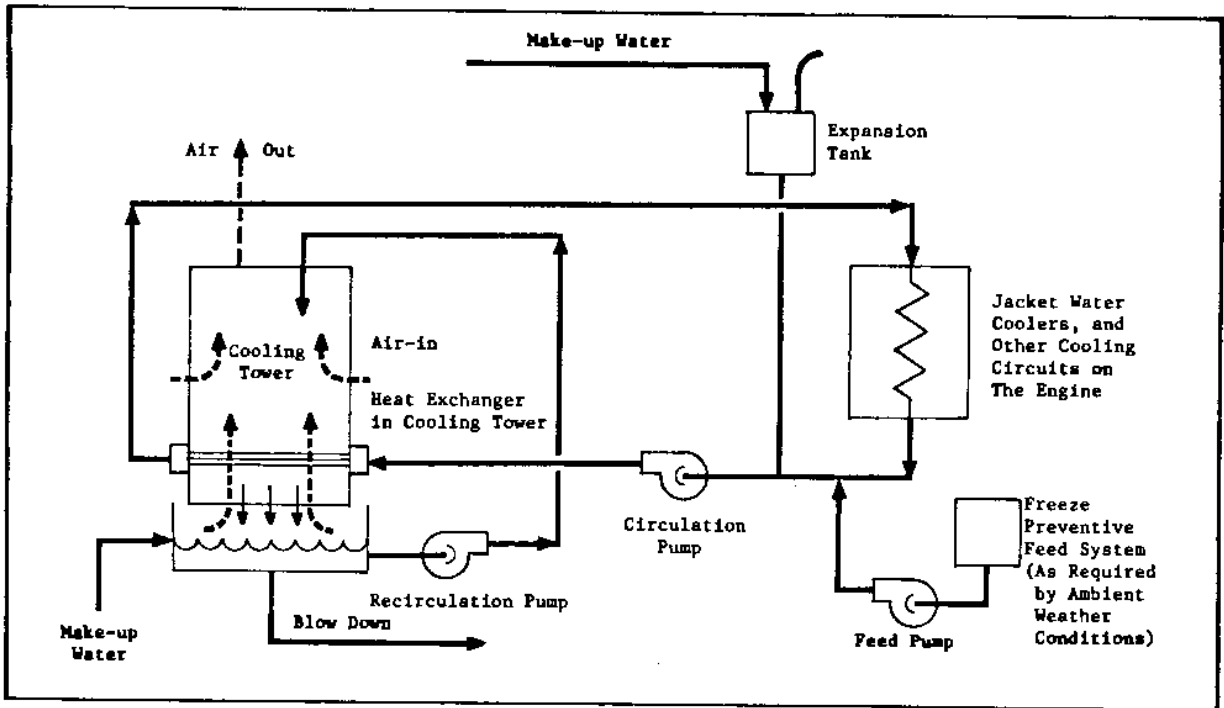 Make-up Water
Expansion
Tank
Air Out
Jacket Water
Coolers, and
Other Cooling
Circuits on
The Engine
Air-in
Cooling
Tower
Heat Exchanger
in Cooling Tower
Circulation
Pump
Freeze
Preventive
Feed System
(As Required
by Ambient
Weather
Conditions)
Recirculation Pump
Feed Pump
Blow Down
Make-up
Water